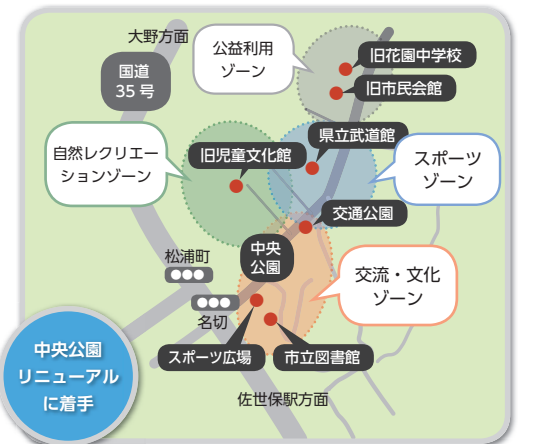 大野方面
国道
35 号
公益利用
ゾーン
旧花園中学校
旧市民会館
自然レクリエー
ションゾーン
旧児童文化館
県立武道館
スポーツ
ゾーン
交通公園
中央
公園
松浦町
名切
交流・文化
ゾーン
スポーツ広場
市立図書館
中央公園
リニューアル
に着手
佐世保駅方面